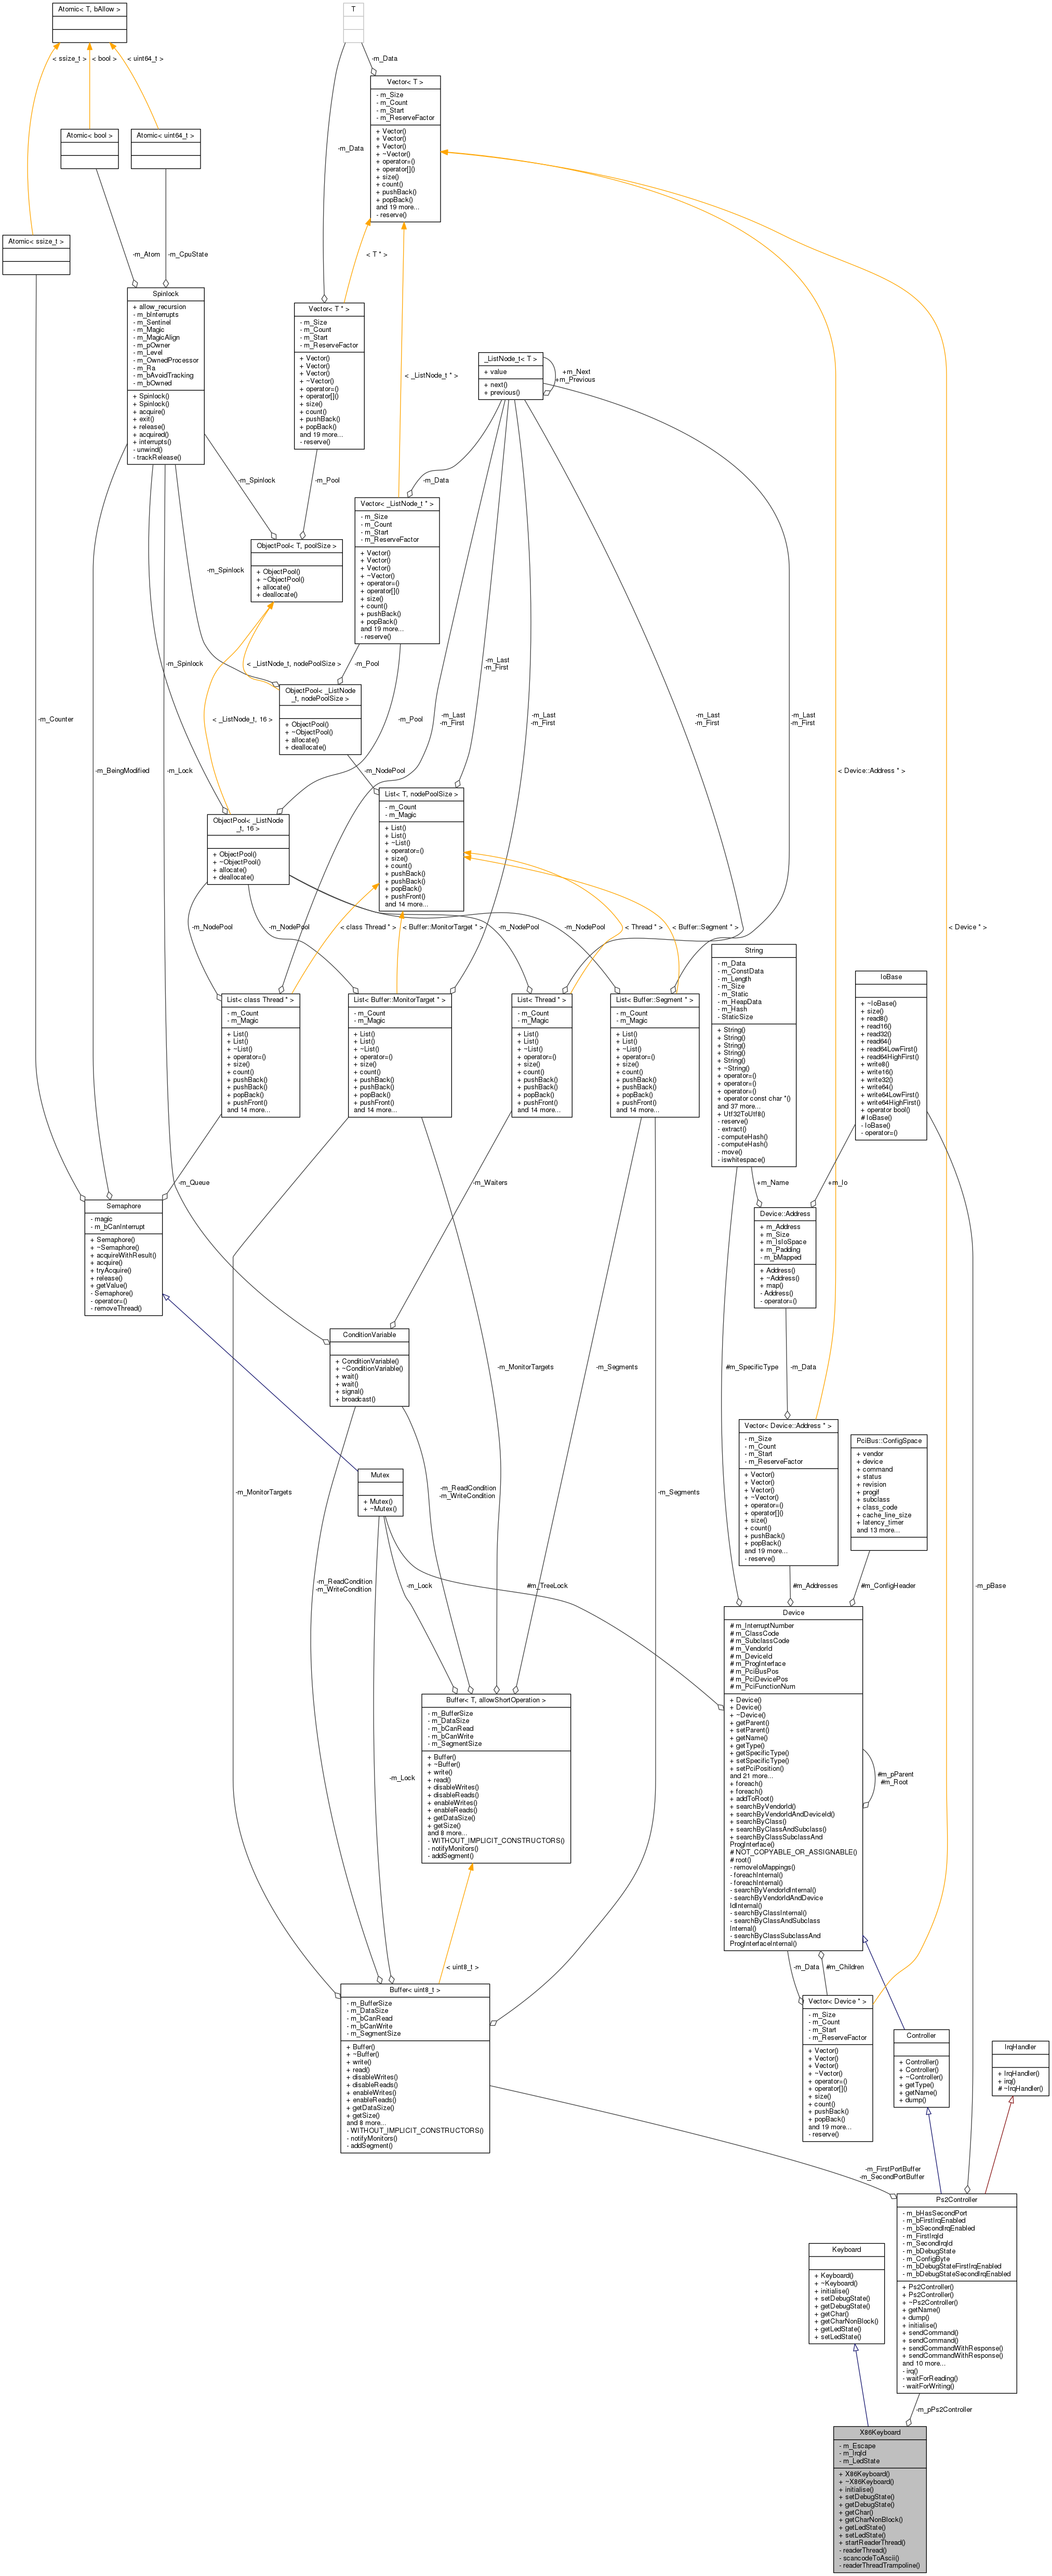 Atomic< T, bAllow >
T
< ssize_t >
< bool >
< uint64_t >
-m_Data
Vector< T >
- m_Size
- m_Count
- m_Start
- m_ReserveFactor
+ Vector()
+ Vector()
+ Vector()
+ ~Vector()
+ operator=()
+ operator[]()
+ size()
+ count()
+ pushBack()
+ popBack()
and 19 more...
- reserve()
Atomic< bool >
Atomic< uint64_t >
-m_Data
Atomic< ssize_t >
-m_Atom
-m_CpuState
< T * >
Spinlock
+ allow_recursion
- m_bInterrupts
- m_Sentinel
- m_Magic
- m_MagicAlign
- m_pOwner
- m_Level
- m_OwnedProcessor
- m_Ra
- m_bAvoidTracking
- m_bOwned
+ Spinlock()
+ Spinlock()
+ acquire()
+ exit()
+ release()
+ acquired()
+ interrupts()
- unwind()
- trackRelease()
Vector< T * >
- m_Size
- m_Count
- m_Start
- m_ReserveFactor
+ Vector()
+ Vector()
+ Vector()
+ ~Vector()
+ operator=()
+ operator[]()
+ size()
+ count()
+ pushBack()
+ popBack()
and 19 more...
- reserve()
_ListNode_t< T >
+ value
+ next()
+ previous()
+m_Next
+m_Previous
< _ListNode_t * >
-m_Spinlock
-m_Pool
-m_Data
Vector< _ListNode_t * >
- m_Size
- m_Count
- m_Start
- m_ReserveFactor
+ Vector()
+ Vector()
+ Vector()
+ ~Vector()
+ operator=()
+ operator[]()
+ size()
+ count()
+ pushBack()
+ popBack()
and 19 more...
- reserve()
ObjectPool< T, poolSize >
+ ObjectPool()
+ ~ObjectPool()
+ allocate()
+ deallocate()
-m_Spinlock
-m_Spinlock
< _ListNode_t, nodePoolSize >
-m_Pool
-m_Last
-m_First
ObjectPool< _ListNode
_t, nodePoolSize >
+ ObjectPool()
+ ~ObjectPool()
+ allocate()
+ deallocate()
-m_Counter
< _ListNode_t, 16 >
-m_Pool
-m_Last
-m_First
-m_Last
-m_First
-m_Last
-m_First
-m_Last
-m_First
-m_BeingModified
-m_Lock
-m_NodePool
< Device::Address * >
List< T, nodePoolSize >
- m_Count
- m_Magic
+ List()
+ List()
+ ~List()
+ operator=()
+ size()
+ count()
+ pushBack()
+ pushBack()
+ popBack()
+ pushFront()
and 14 more...
ObjectPool< _ListNode
_t, 16 >
+ ObjectPool()
+ ~ObjectPool()
+ allocate()
+ deallocate()
-m_NodePool
-m_NodePool
< class Thread * >
< Buffer::MonitorTarget * >
-m_NodePool
-m_NodePool
< Thread * >
< Buffer::Segment * >
< Device * >
List< class Thread * >
- m_Count
- m_Magic
+ List()
+ List()
+ ~List()
+ operator=()
+ size()
+ count()
+ pushBack()
+ pushBack()
+ popBack()
+ pushFront()
and 14 more...
List< Buffer::MonitorTarget * >
- m_Count
- m_Magic
+ List()
+ List()
+ ~List()
+ operator=()
+ size()
+ count()
+ pushBack()
+ pushBack()
+ popBack()
+ pushFront()
and 14 more...
List< Thread * >
- m_Count
- m_Magic
+ List()
+ List()
+ ~List()
+ operator=()
+ size()
+ count()
+ pushBack()
+ pushBack()
+ popBack()
+ pushFront()
and 14 more...
List< Buffer::Segment * >
- m_Count
- m_Magic
+ List()
+ List()
+ ~List()
+ operator=()
+ size()
+ count()
+ pushBack()
+ pushBack()
+ popBack()
+ pushFront()
and 14 more...
String
- m_Data
- m_ConstData
- m_Length
- m_Size
- m_Static
- m_HeapData
- m_Hash
- StaticSize
+ String()
+ String()
+ String()
+ String()
+ String()
+ ~String()
+ operator=()
+ operator=()
+ operator=()
+ operator const char *()
and 37 more...
+ Utf32ToUtf8()
- reserve()
- extract()
- computeHash()
- computeHash()
- move()
- iswhitespace()
IoBase
+ ~IoBase()
+ size()
+ read8()
+ read16()
+ read32()
+ read64()
+ read64LowFirst()
+ read64HighFirst()
+ write8()
+ write16()
+ write32()
+ write64()
+ write64LowFirst()
+ write64HighFirst()
+ operator bool()
# IoBase()
- IoBase()
- operator=()
-m_Queue
-m_Waiters
+m_Name
+m_Io
Semaphore
- magic
- m_bCanInterrupt
+ Semaphore()
+ ~Semaphore()
+ acquireWithResult()
+ acquire()
+ tryAcquire()
+ release()
+ getValue()
- Semaphore()
- operator=()
- removeThread()
Device::Address
+ m_Address
+ m_Size
+ m_IsIoSpace
+ m_Padding
- m_bMapped
+ Address()
+ ~Address()
+ map()
- Address()
- operator=()
ConditionVariable
+ ConditionVariable()
+ ~ConditionVariable()
+ wait()
+ wait()
+ signal()
+ broadcast()
-m_MonitorTargets
-m_Segments
#m_SpecificType
-m_Data
Vector< Device::Address * >
- m_Size
- m_Count
- m_Start
- m_ReserveFactor
+ Vector()
+ Vector()
+ Vector()
+ ~Vector()
+ operator=()
+ operator[]()
+ size()
+ count()
+ pushBack()
+ popBack()
and 19 more...
- reserve()
PciBus::ConfigSpace
+ vendor
+ device
+ command
+ status
+ revision
+ progif
+ subclass
+ class_code
+ cache_line_size
+ latency_timer
and 13 more...
Mutex
+ Mutex()
+ ~Mutex()
-m_MonitorTargets
-m_ReadCondition
-m_WriteCondition
-m_Segments
-m_ReadCondition
-m_WriteCondition
-m_Lock
#m_TreeLock
#m_Addresses
#m_ConfigHeader
-m_pBase
Device
# m_InterruptNumber
# m_ClassCode
# m_SubclassCode
# m_VendorId
# m_DeviceId
# m_ProgInterface
# m_PciBusPos
# m_PciDevicePos
# m_PciFunctionNum
+ Device()
+ Device()
+ ~Device()
+ getParent()
+ setParent()
+ getName()
+ getType()
+ getSpecificType()
+ setSpecificType()
+ setPciPosition()
and 21 more...
+ foreach()
+ foreach()
+ addToRoot()
+ searchByVendorId()
+ searchByVendorIdAndDeviceId()
+ searchByClass()
+ searchByClassAndSubclass()
+ searchByClassSubclassAnd
ProgInterface()
# NOT_COPYABLE_OR_ASSIGNABLE()
# root()
- removeIoMappings()
- foreachInternal()
- foreachInternal()
- searchByVendorIdInternal()
- searchByVendorIdAndDevice
IdInternal()
- searchByClassInternal()
- searchByClassAndSubclass
Internal()
- searchByClassSubclassAnd
ProgInterfaceInternal()
#m_pParent
#m_Root
Buffer< T, allowShortOperation >
- m_BufferSize
- m_DataSize
- m_bCanRead
- m_bCanWrite
- m_SegmentSize
+ Buffer()
+ ~Buffer()
+ write()
+ read()
+ disableWrites()
+ disableReads()
+ enableWrites()
+ enableReads()
+ getDataSize()
+ getSize()
and 8 more...
- WITHOUT_IMPLICIT_CONSTRUCTORS()
- notifyMonitors()
- addSegment()
-m_Lock
< uint8_t >
-m_Data
#m_Children
Buffer< uint8_t >
- m_BufferSize
- m_DataSize
- m_bCanRead
- m_bCanWrite
- m_SegmentSize
+ Buffer()
+ ~Buffer()
+ write()
+ read()
+ disableWrites()
+ disableReads()
+ enableWrites()
+ enableReads()
+ getDataSize()
+ getSize()
and 8 more...
- WITHOUT_IMPLICIT_CONSTRUCTORS()
- notifyMonitors()
- addSegment()
Vector< Device * >
- m_Size
- m_Count
- m_Start
- m_ReserveFactor
+ Vector()
+ Vector()
+ Vector()
+ ~Vector()
+ operator=()
+ operator[]()
+ size()
+ count()
+ pushBack()
+ popBack()
and 19 more...
- reserve()
Controller
+ Controller()
+ Controller()
+ ~Controller()
+ getType()
+ getName()
+ dump()
IrqHandler
+ IrqHandler()
+ irq()
# ~IrqHandler()
-m_FirstPortBuffer
-m_SecondPortBuffer
Ps2Controller
- m_bHasSecondPort
- m_bFirstIrqEnabled
- m_bSecondIrqEnabled
- m_FirstIrqId
- m_SecondIrqId
- m_bDebugState
- m_ConfigByte
- m_bDebugStateFirstIrqEnabled
- m_bDebugStateSecondIrqEnabled
+ Ps2Controller()
+ Ps2Controller()
+ ~Ps2Controller()
+ getName()
+ dump()
+ initialise()
+ sendCommand()
+ sendCommand()
+ sendCommandWithResponse()
+ sendCommandWithResponse()
and 10 more...
- irq()
- waitForReading()
- waitForWriting()
Keyboard
+ Keyboard()
+ ~Keyboard()
+ initialise()
+ setDebugState()
+ getDebugState()
+ getChar()
+ getCharNonBlock()
+ getLedState()
+ setLedState()
-m_pPs2Controller
X86Keyboard
- m_Escape
- m_IrqId
- m_LedState
+ X86Keyboard()
+ ~X86Keyboard()
+ initialise()
+ setDebugState()
+ getDebugState()
+ getChar()
+ getCharNonBlock()
+ getLedState()
+ setLedState()
+ startReaderThread()
- readerThread()
- scancodeToAscii()
- readerThreadTrampoline()